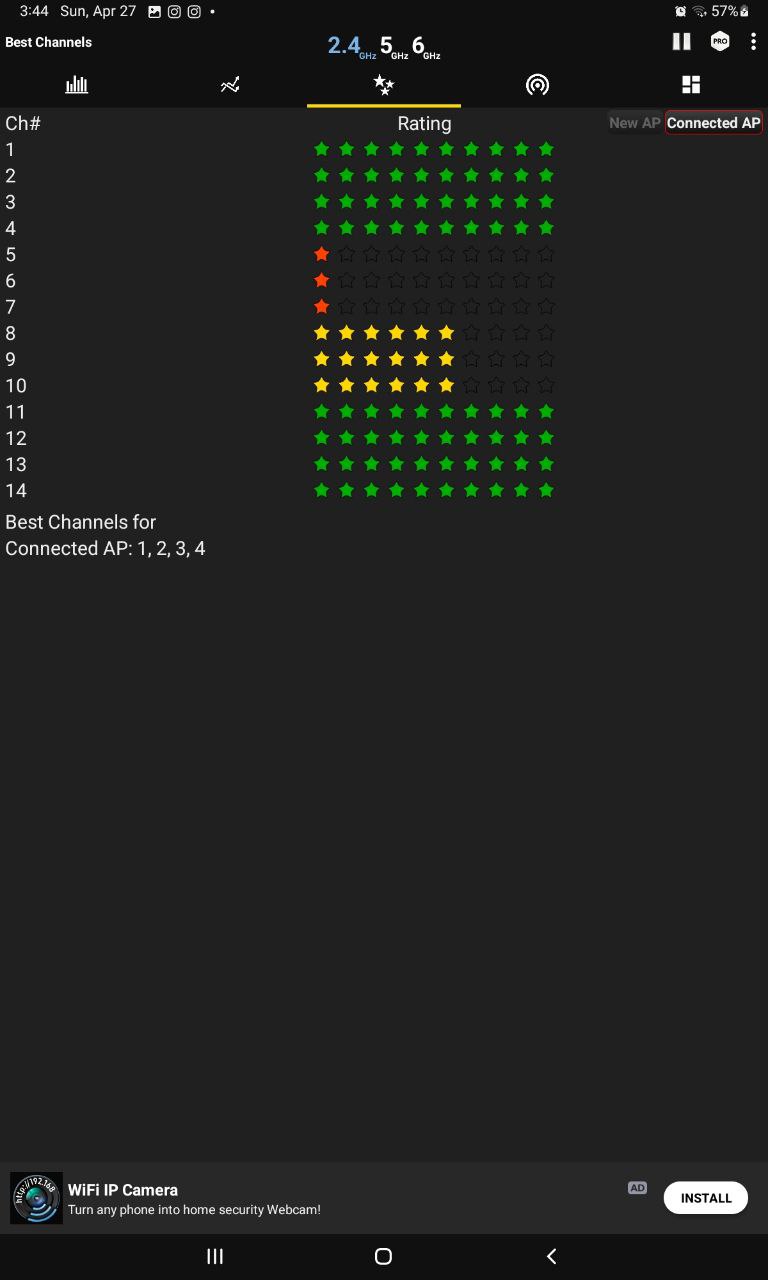 3:44 Sun, Apr 27 57%
Best Channels 2.4 GHz 5 GHz 6 GHz PRO
Ch# Rating New AP Connected AP
1
2
3
4
5
6
7
8
9
10
11
12
13
14
Best Channels for
Connected AP: 1, 2, 3, 4
http://192.168
WiFi IP Camera
Turn any phone into home security Webcam!
AD
INSTALL